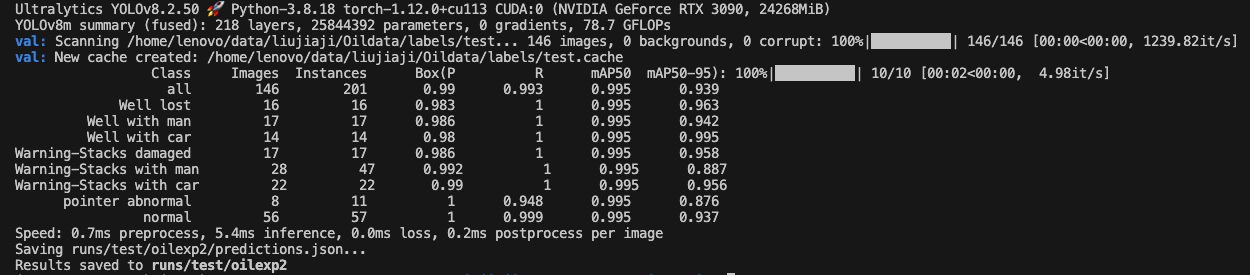 Ultralytics YOLOv8.2.50 🚀 Python-3.8.18 torch-1.12.0+cu113 CUDA:0 (NVIDIA GeForce RTX 3090, 24268MiB)
YOLOv8m summary (fused): 218 layers, 25844392 parameters, 0 gradients, 78.7 GFLOPs
val: Scanning /home/lenovo/data/liujiaji/Oildata/labels/test... 146 images, 0 backgrounds, 0 corrupt: 100%|██████████| 146/146 [00:00<00:00, 1239.82it/s]
val: New cache created: /home/lenovo/data/liujiaji/Oildata/labels/test.cache
Class Images Instances Box(P R mAP50 mAP50-95): 100%|██████████| 10/10 [00:02<00:00, 4.98it/s]
all 146 201 0.99 0.993 0.995 0.939
Well lost 16 16 0.983 1 0.995 0.963
Well with man 17 17 0.986 1 0.995 0.942
Well with car 14 14 0.98 1 0.995 0.995
Warning-Stacks damaged 17 17 0.986 1 0.995 0.958
Warning-Stacks with man 28 47 0.992 1 0.995 0.887
Warning-Stacks with car 22 22 0.99 1 0.995 0.956
pointer abnormal 8 11 1 0.948 0.995 0.876
normal 56 57 1 0.999 0.995 0.937
Speed: 0.7ms preprocess, 5.4ms inference, 0.0ms loss, 0.2ms postprocess per image
Saving runs/test/oilexp2/predictions.json...
Results saved to runs/test/oilexp2